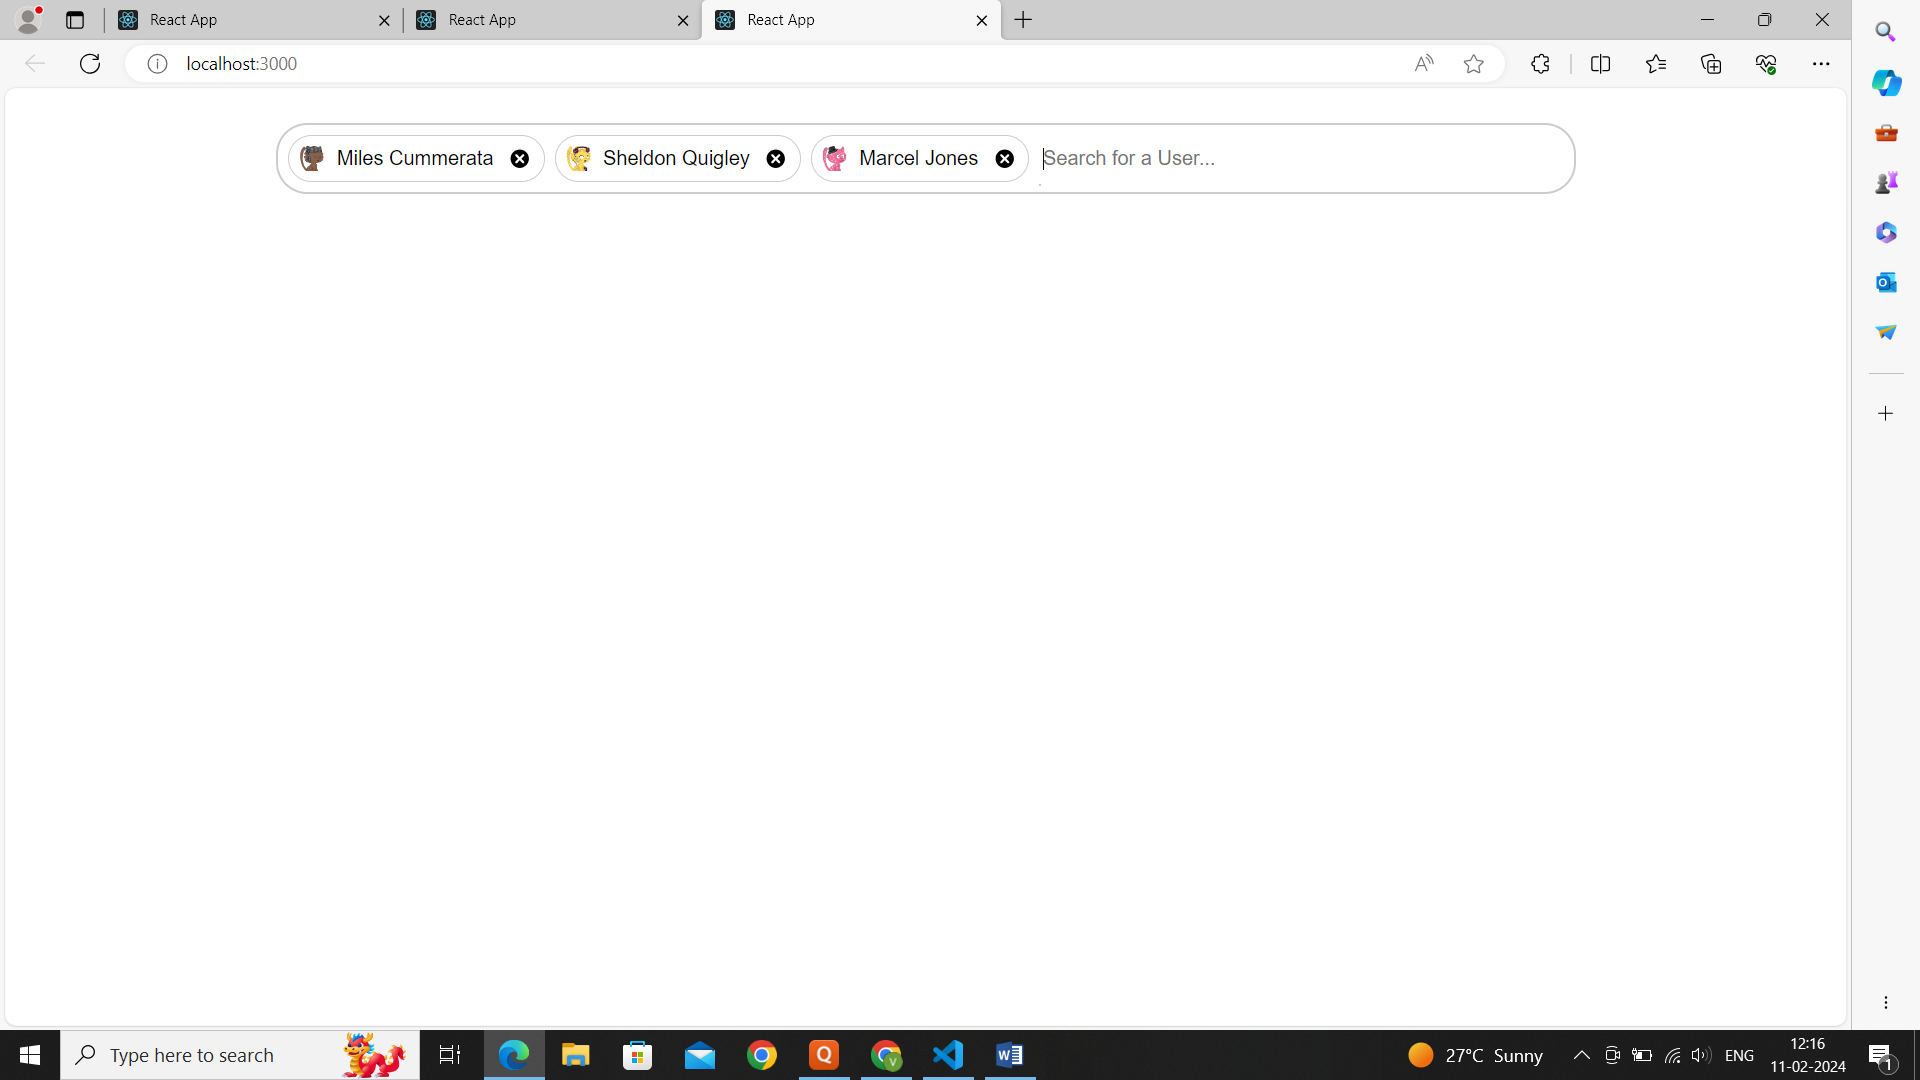 React App
React App
React App
localhost:3000
Miles Cummerata
Sheldon Quigley
Marcel Jones
Search for a User...
Type here to search
27°C Sunny
ENG
12:16
11-02-2024
1